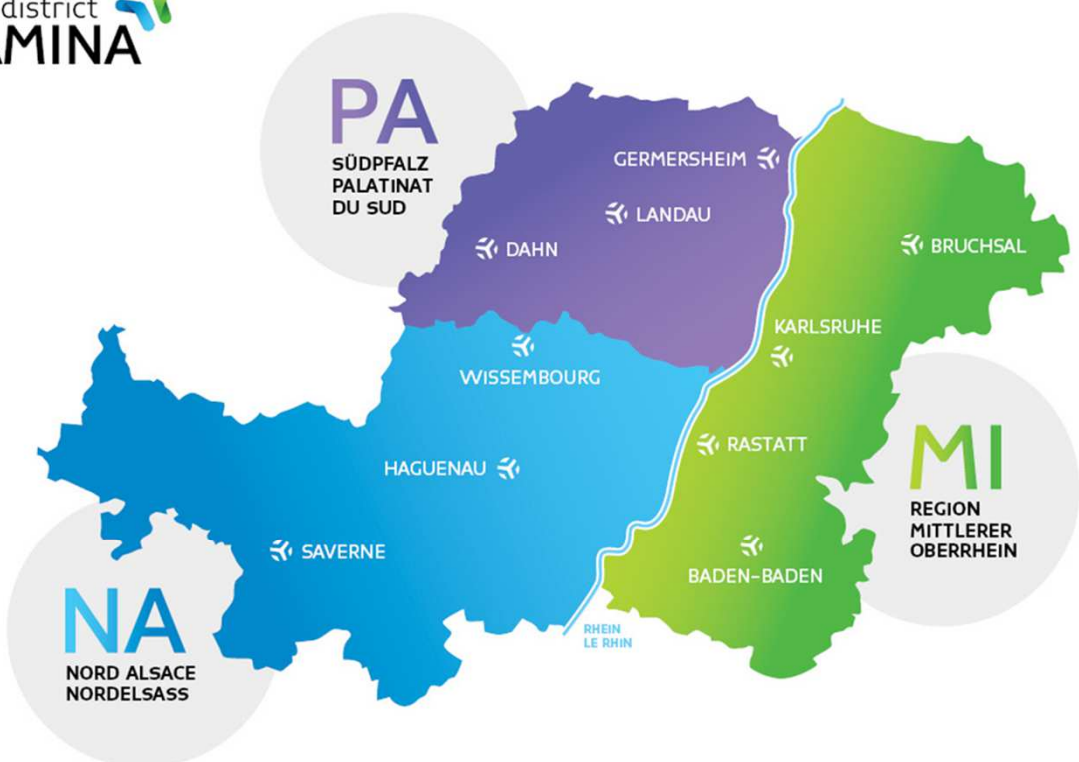 district
AMINA
PA
SÜDPFALZ
PALATINAT
DU SUD
GERMERSHEIM
LANDAU
DAHN
BRUCHSAL
KARLSRUHE
WISSEMBOURG
RASTATT
HAGUENAU
MI
REGION
MITTLERER
OBERRHEIN
SAVERNE
BADEN-BADEN
NA
NORD ALSACE
NORDELSASS
RHEIN
LE RHIN